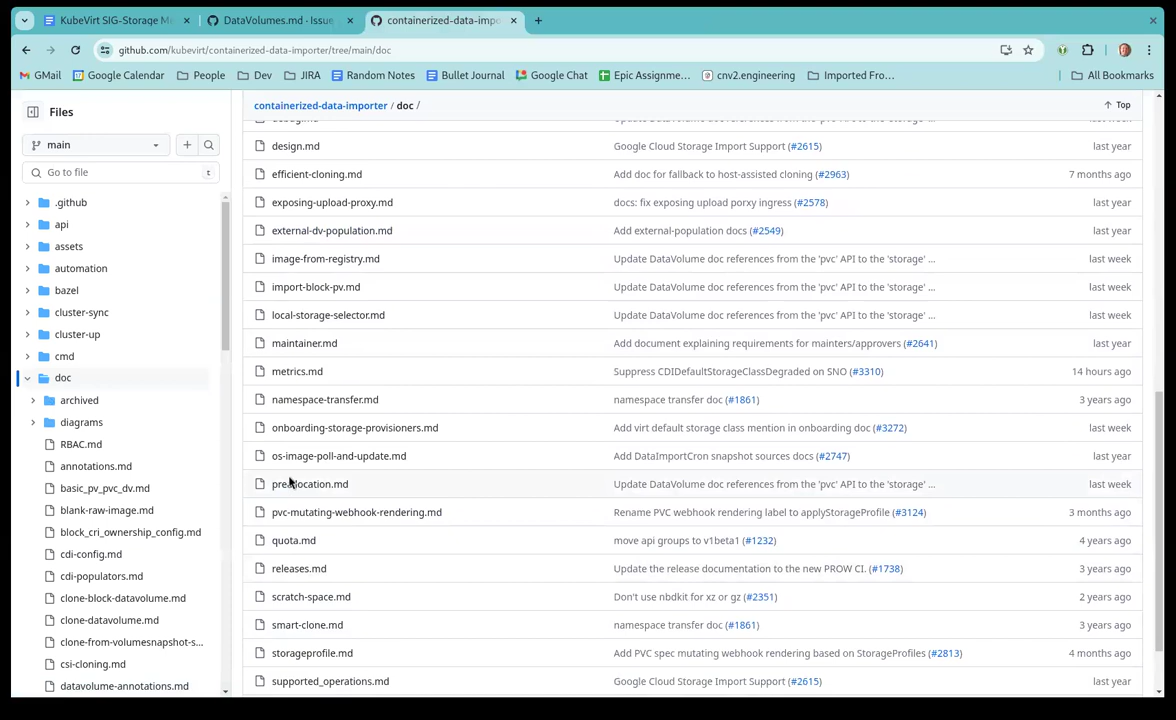 KubeVirt SIG-Storage M
DataVolumes.md · Issue
containerized-data-impo
github.com/kubevirt/containerized-data-importer/tree/main/doc
GMail
Google Calendar
People
Dev
JIRA
Random Notes
Bullet Journal
Google Chat
Epic Assignme...
cnv2.engineering
Imported Fro...
All Bookmarks
Files
main
Go to file
t
.github
api
assets
automation
bazel
cluster-sync
cluster-up
cmd
doc
archived
diagrams
RBAC.md
annotations.md
basic_pv_pvc_dv.md
blank-raw-image.md
block_cri_ownership_config.md
cdi-config.md
cdi-populators.md
clone-block-datavolume.md
clone-datavolume.md
clone-from-volumesnapshot-s...
csi-cloning.md
datavolume-annotations.md
containerized-data-importer / doc /
Top
debug.md Update DataVolume doc references from the 'pvc' API to the 'storage' ... last week
design.md Google Cloud Storage Import Support (#2615) last year
efficient-cloning.md Add doc for fallback to host-assisted cloning (#2963) 7 months ago
exposing-upload-proxy.md docs: fix exposing upload porxy ingress (#2578) last year
external-dv-population.md Add external-population docs (#2549) last year
image-from-registry.md Update DataVolume doc references from the 'pvc' API to the 'storage' ... last week
import-block-pv.md Update DataVolume doc references from the 'pvc' API to the 'storage' ... last week
local-storage-selector.md Update DataVolume doc references from the 'pvc' API to the 'storage' ... last week
maintainer.md Add document explaining requirements for mainters/approvers (#2641) last year
metrics.md Suppress CDIDefaultStorageClassDegraded on SNO (#3310) 14 hours ago
namespace-transfer.md namespace transfer doc (#1861) 3 years ago
onboarding-storage-provisioners.md Add virt default storage class mention in onboarding doc (#3272) last week
os-image-poll-and-update.md Add DataImportCron snapshot sources docs (#2747) last year
preallocation.md Update DataVolume doc references from the 'pvc' API to the 'storage' ... last week
pvc-mutating-webhook-rendering.md Rename PVC webhook rendering label to applyStorageProfile (#3124) 3 months ago
quota.md move api groups to v1beta1 (#1232) 4 years ago
releases.md Update the release documentation to the new PROW CI. (#1738) 3 years ago
scratch-space.md Don't use nbdkit for xz or gz (#2351) 2 years ago
smart-clone.md namespace transfer doc (#1861) 3 years ago
storageprofile.md Add PVC spec mutating webhook rendering based on StorageProfiles (#2813) 4 months ago
supported_operations.md Google Cloud Storage Import Support (#2615) last year